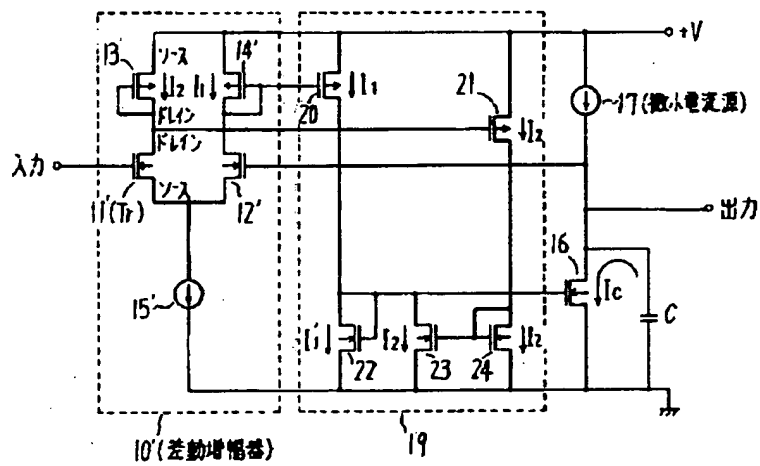 ソース
13'
14'
+V
I2
I1
I1
21
17(微小電流源)
20
ドレイン
I2
ドレイン
入力
ソース
11'(Tr)
12'
出力
16
Ic
15'
C
I1'
I2
I2
22
23
24
10'(差動増幅器)
19